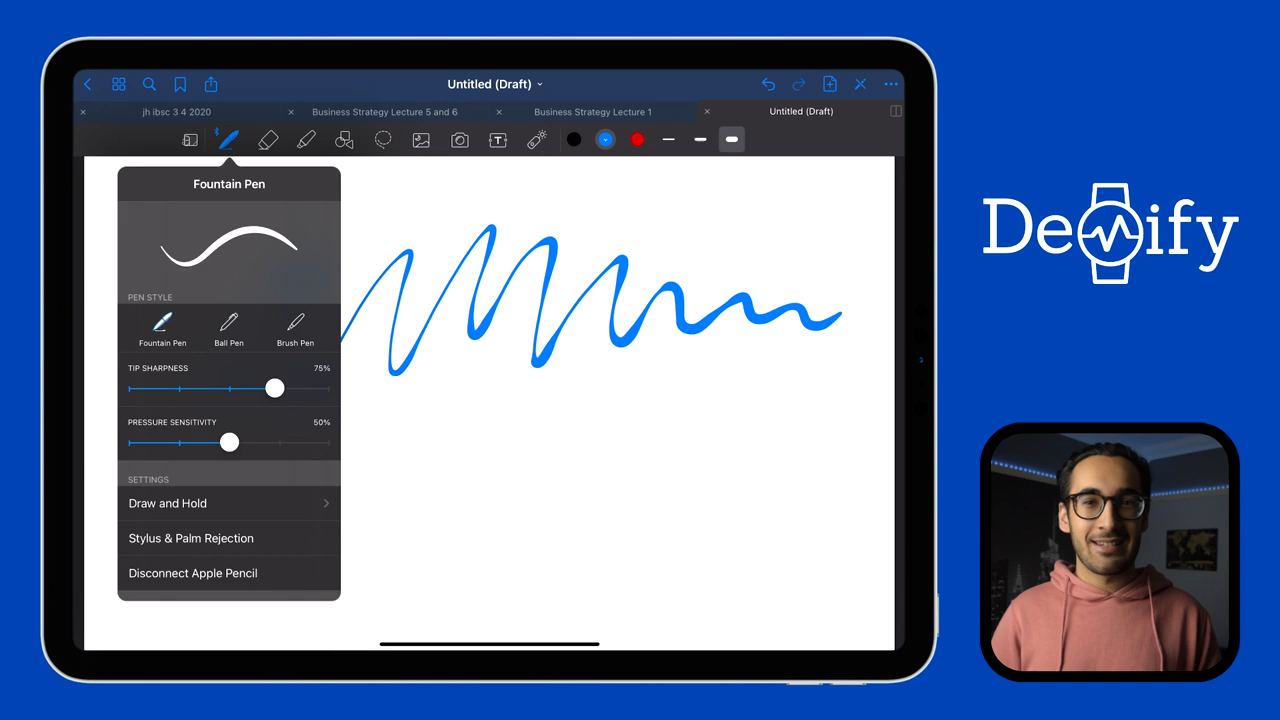 Untitled (Draft)
jh ibsc 3 4 2020
Business Strategy Lecture 5 and 6
Business Strategy Lecture 1
Untitled (Draft)
T
Fountain Pen
PEN STYLE
Fountain Pen
Ball Pen
Brush Pen
TIP SHARPNESS
75%
PRESSURE SENSITIVITY
50%
SETTINGS
Draw and Hold
Stylus & Palm Rejection
Disconnect Apple Pencil
De ify